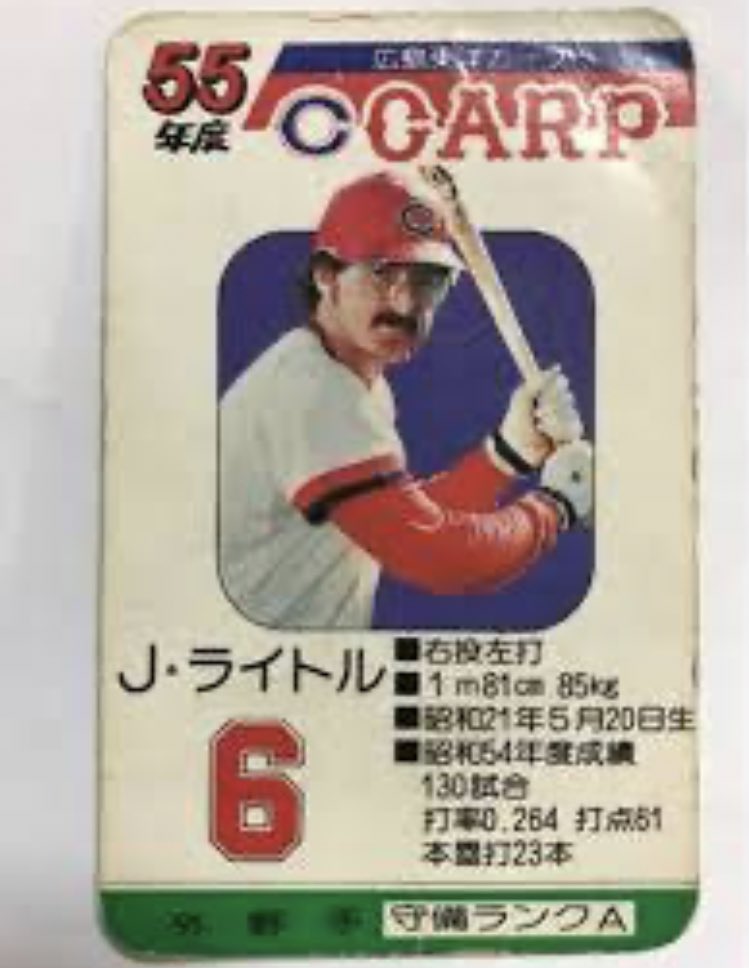 55
年度
広島東洋カープ
C CARP
J・ライトル
6
■右投左打
■1m81cm 85kg
■昭和21年5月20日生
■昭和54年度成績
130試合
打率0.264 打点61
本塁打23本
外野手 守備ランクA